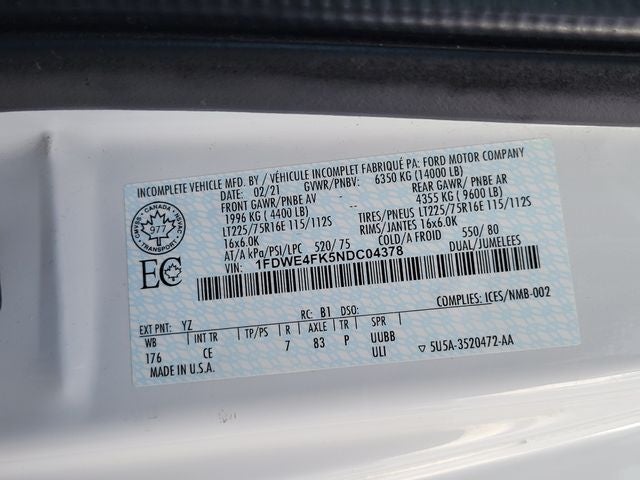 INCOMPLETE VEHICLE MFD. BY / VÉHICULE INCOMPLET FABRIQUÉ PA: FORD MOTOR COMPANY
DATE: 02/21 GVWR/PNBV: 6350 KG (14000 LB)
FRONT GAWR/PNBE AV -- -- REAR GAWR/ PNBE AR
1996 KG ( 4400 LB) 4355 KG ( 9600 LB)
LT225/75R16E 115/112S TIRES/PNEUS LT225/75R16E 115/112S
16x6.0K RIMS/JANTES 16x6.0K
AT/A kPa/PSI/LPC 520/ 75 COLD/A FROID 550/ 80
VIN: 1FDWE4FK5NDC04378 DUAL/JUMELEES
CANADA
977
EC
COMPLIES: ICES/NMB-002
RC: B1 DSO:
EXT PNT: YZ
WB INT TR TP/PS R AXLE TR SPR
176 CE 7 83 P UUBB
ULI
MADE IN U.S.A.
▽ 5U5A-3520472-AA